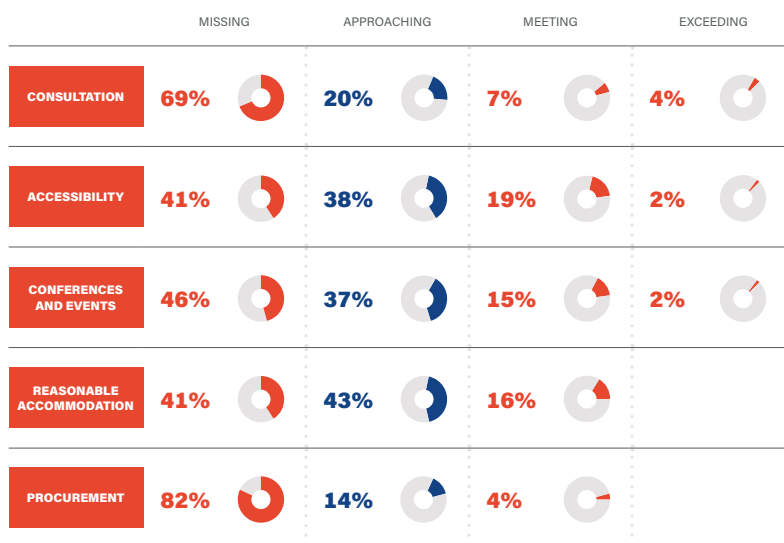 MISSING APPROACHING MEETING EXCEEDING
CONSULTATION 69% 20% 7% 4%
ACCESSIBILITY 41% 38% 19% 2%
CONFERENCES
AND EVENTS 46% 37% 15% 2%
REASONABLE
ACCOMMODATION 41% 43% 16%
PROCUREMENT 82% 14% 4%